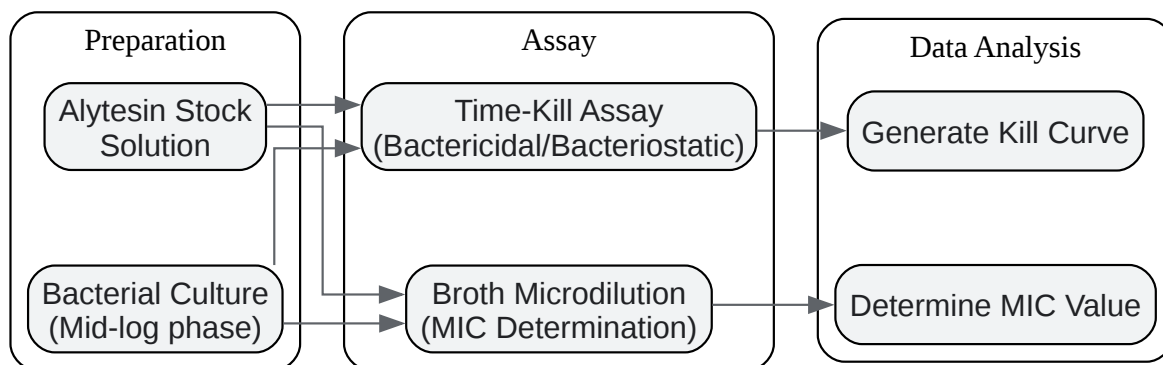 Preparation
Alytesin Stock
Solution
Bacterial Culture
(Mid-log phase)
Assay
Time-Kill Assay
(Bactericidal/Bacteriostatic)
Broth Microdilution
(MIC Determination)
Data Analysis
Generate Kill Curve
Determine MIC Value